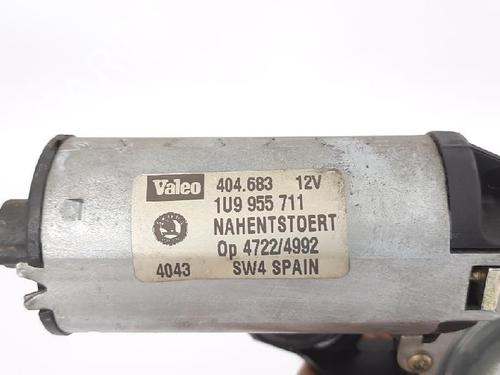 Valeo 404.683 12V
1U9 955 711
NAHENTSTOERT
Op 4722/4992
4043 SW4 SPAIN